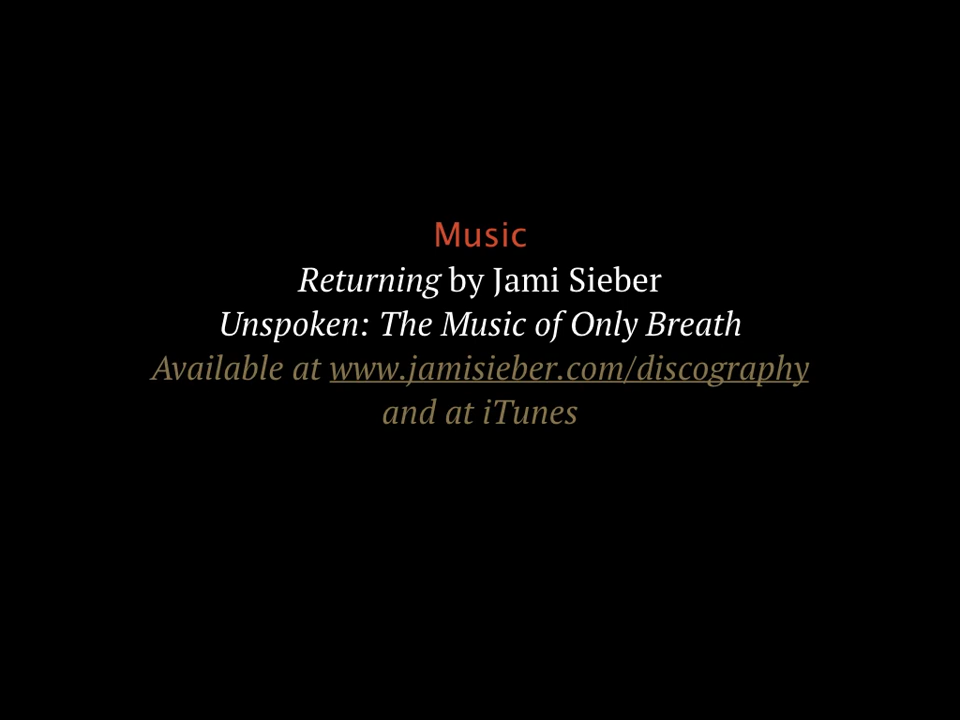 Music
Returning by Jami Sieber
Unspoken: The Music of Only Breath
Available at www.jamisieber.com/discography
and at iTunes